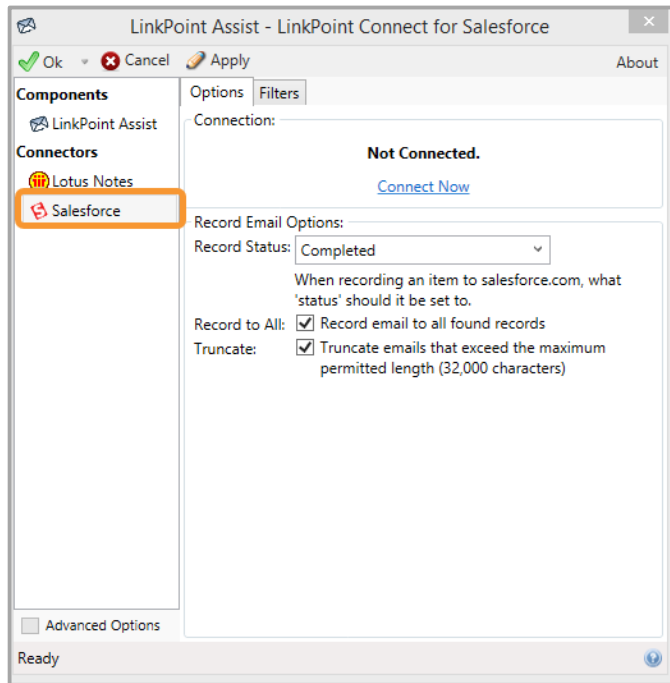 LinkPoint Assist - LinkPoint Connect for Salesforce
Ok Cancel Apply About
Components
LinkPoint Assist
Connectors
Lotus Notes
Salesforce
Options Filters
Connection:
Not Connected.
Connect Now
Record Email Options:
Record Status: Completed
When recording an item to salesforce.com, what
'status' should it be set to.
Record to All: Record email to all found records
Truncate: Truncate emails that exceed the maximum
permitted length (32,000 characters)
Advanced Options
Ready